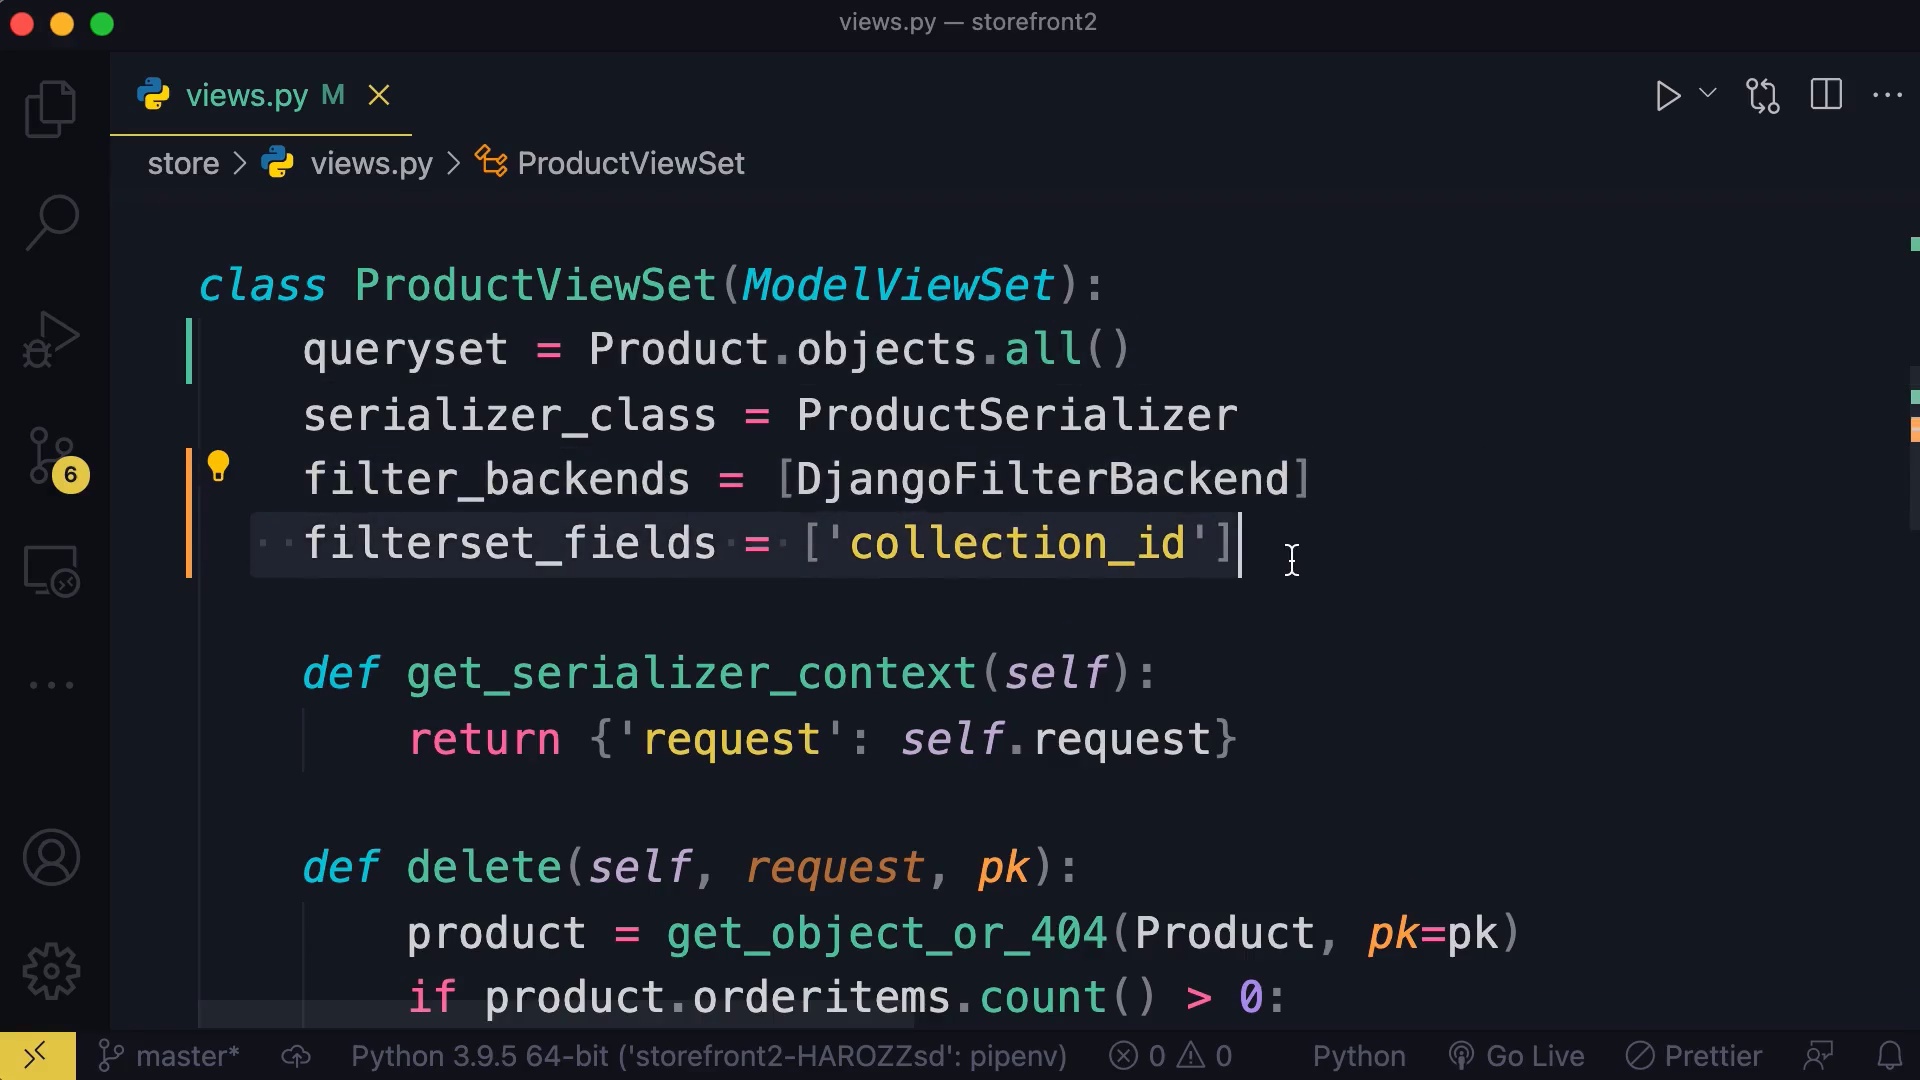 views.py — storefront2
views.py M
store > views.py > ProductViewSet
class ProductViewSet(ModelViewSet):
queryset = Product.objects.all()
serializer_class = ProductSerializer
filter_backends = [DjangoFilterBackend]
filterset_fields = ['collection_id']
def get_serializer_context(self):
return {'request': self.request}
def delete(self, request, pk):
product = get_object_or_404(Product, pk=pk)
if product.orderitems.count() > 0:
6
master* Python 3.9.5 64-bit ('storefront2-HAROZZsd': pipenv) 0 0 Python Go Live Prettier